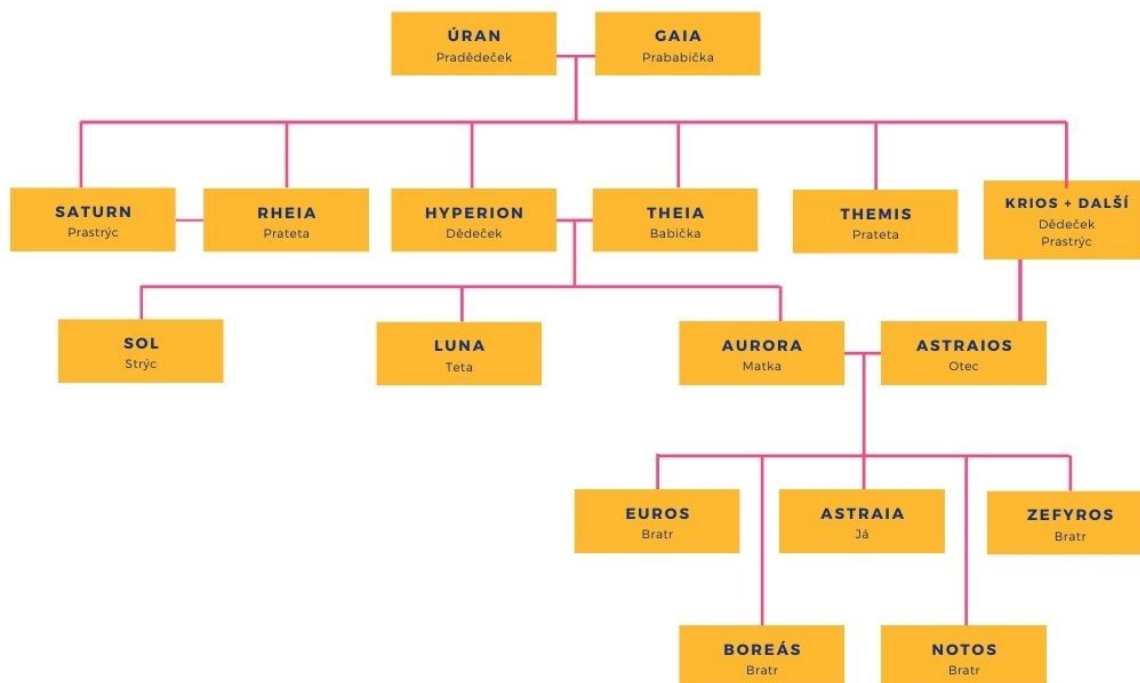 ÚRAN
Pradědeček
GAIA
Prababička
SATURN
Prastrýc
RHEIA
Prateta
HYPERION
Dědeček
THEIA
Babička
THEMIS
Prateta
KRIOS + DALŠÍ
Dědeček
Prastrýc
SOL
Strýc
LUNA
Teta
AURORA
Matka
ASTRAIOS
Otec
EUROS
Bratr
ASTRAIA
Já
ZEFYROS
Bratr
BOREÁS
Bratr
NOTOS
Bratr